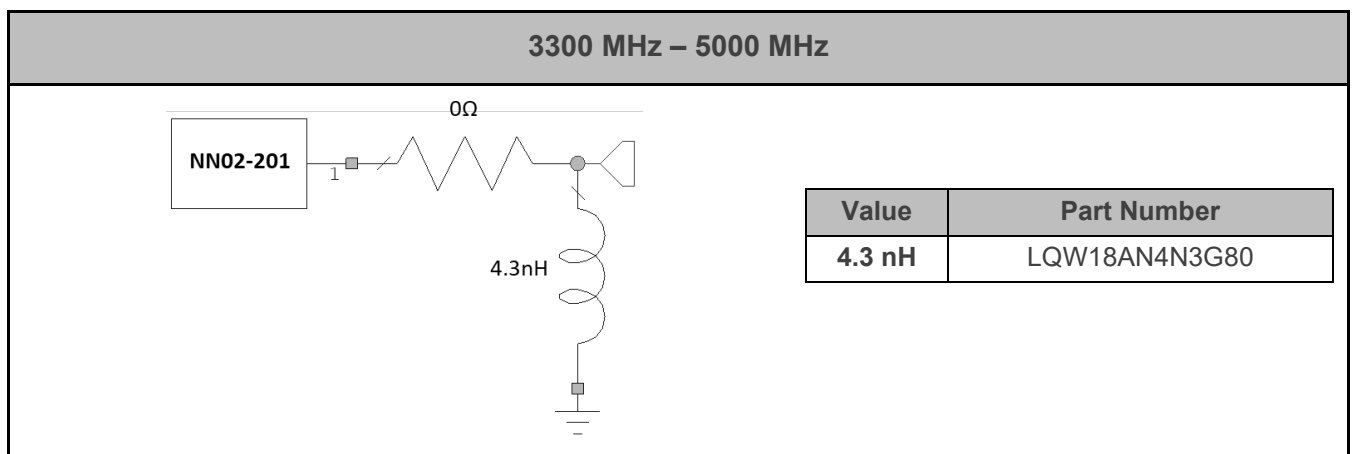 3300 MHz – 5000 MHz
0Ω
NN02-201
1
4.3nH
Value Part Number
4.3 nH LQW18AN4N3G80